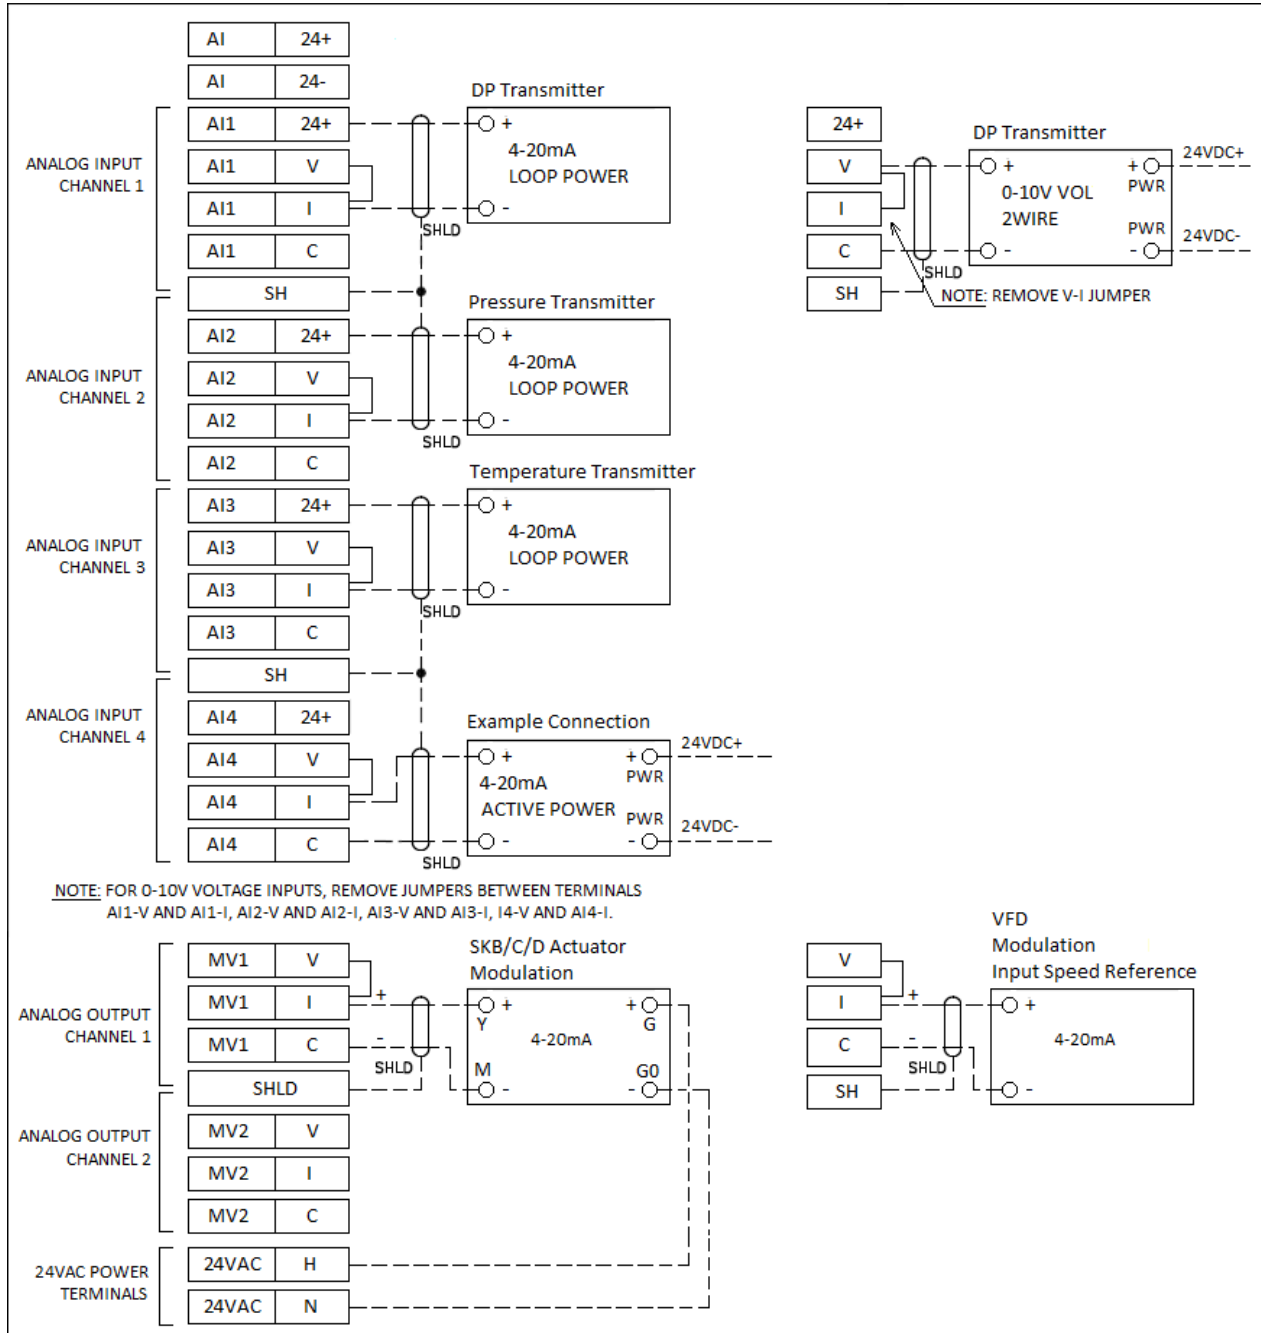 AI 24+
AI 24-
ANALOG INPUT
CHANNEL 1
AI1 24+
AI1 V
AI1 I
AI1 C
SH
DP Transmitter
+
4-20mA
LOOP POWER
-
SHLD
24+
V
I
C
SH
DP Transmitter
+
0-10V VOL
2WIRE
-
+
PWR
PWR
-
24VDC+
24VDC-
SHLD
NOTE: REMOVE V-I JUMPER
ANALOG INPUT
CHANNEL 2
AI2 24+
AI2 V
AI2 I
AI2 C
Pressure Transmitter
+
4-20mA
LOOP POWER
-
SHLD
ANALOG INPUT
CHANNEL 3
AI3 24+
AI3 V
AI3 I
AI3 C
SH
Temperature Transmitter
+
4-20mA
LOOP POWER
-
SHLD
ANALOG INPUT
CHANNEL 4
AI4 24+
AI4 V
AI4 I
AI4 C
Example Connection
+
4-20mA
ACTIVE POWER
-
+
PWR
PWR
-
24VDC+
24VDC-
SHLD
NOTE: FOR 0-10V VOLTAGE INPUTS, REMOVE JUMPERS BETWEEN TERMINALS
AI1-V AND AI1-I, AI2-V AND AI2-I, AI3-V AND AI3-I, I4-V AND AI4-I.
ANALOG OUTPUT
CHANNEL 1
MV1 V
MV1 I
MV1 C
SHLD
+
-
SHLD
SKB/C/D Actuator
Modulation
+
Y
4-20mA
M
-
+
G
G0
-
V
I
C
SH
+
-
SHLD
VFD
Modulation
Input Speed Reference
+
4-20mA
-
ANALOG OUTPUT
CHANNEL 2
MV2 V
MV2 I
MV2 C
24VAC POWER
TERMINALS
24VAC H
24VAC N